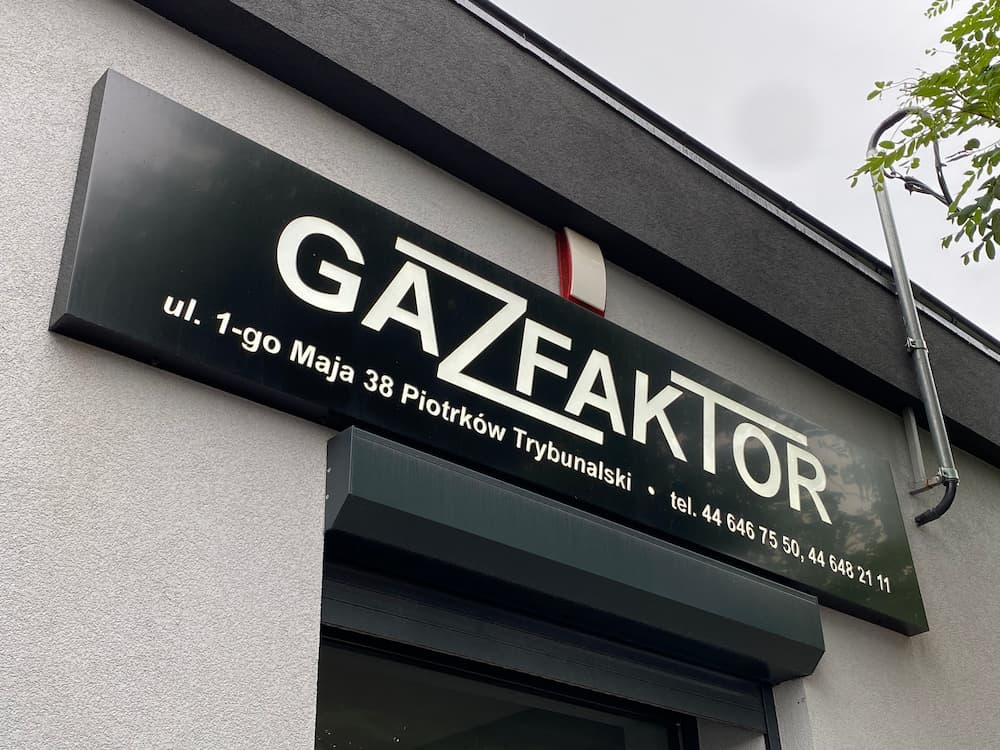 GAZFAKTOR
ul. 1-go Maja 38 Piotrków Trybunalski • tel. 44 646 75 50, 44 648 21 11